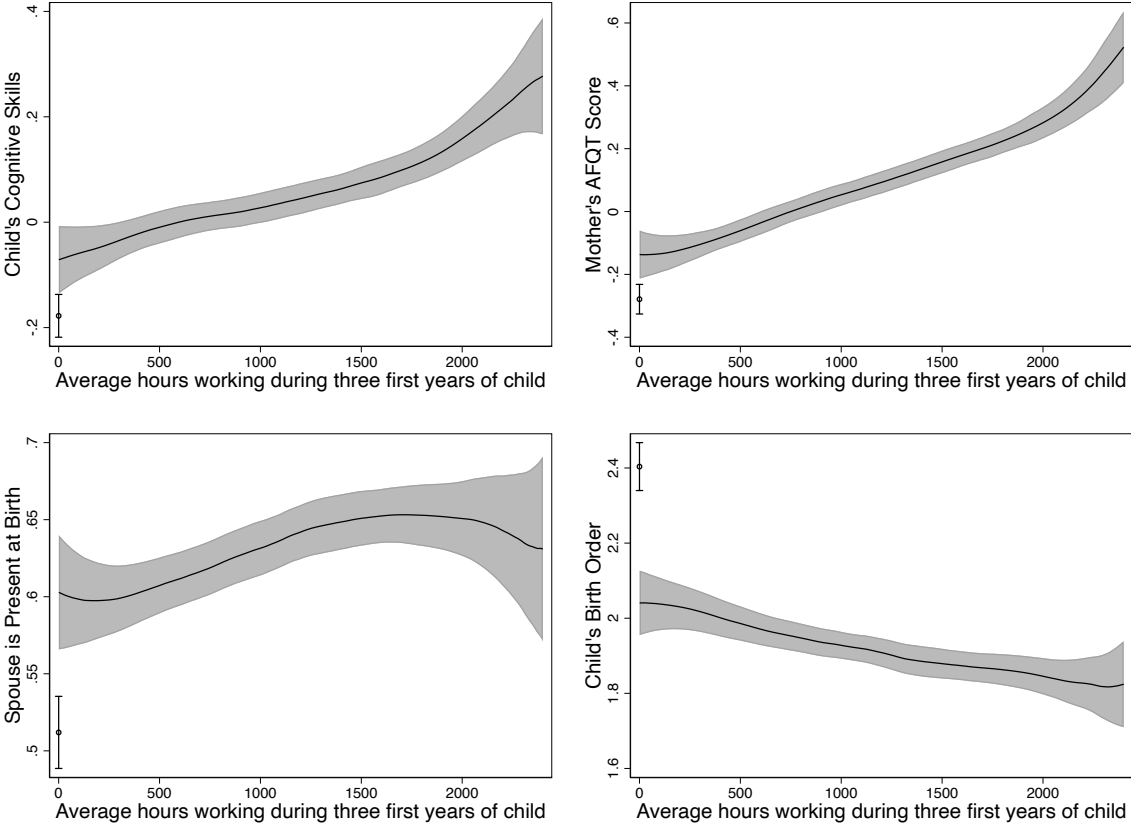 Child's Cognitive Skills
.4
.2
0
-.2
0 500 1000 1500 2000
Average hours working during three first years of child
Mother's AFQT Score
.6
.4
.2
0
-.2
-.4
0 500 1000 1500 2000
Average hours working during three first years of child
Spouse is Present at Birth
.7
.65
.6
.55
.5
0 500 1000 1500 2000
Average hours working during three first years of child
Child's Birth Order
2.4
2.2
2
1.8
1.6
0 500 1000 1500 2000
Average hours working during three first years of child